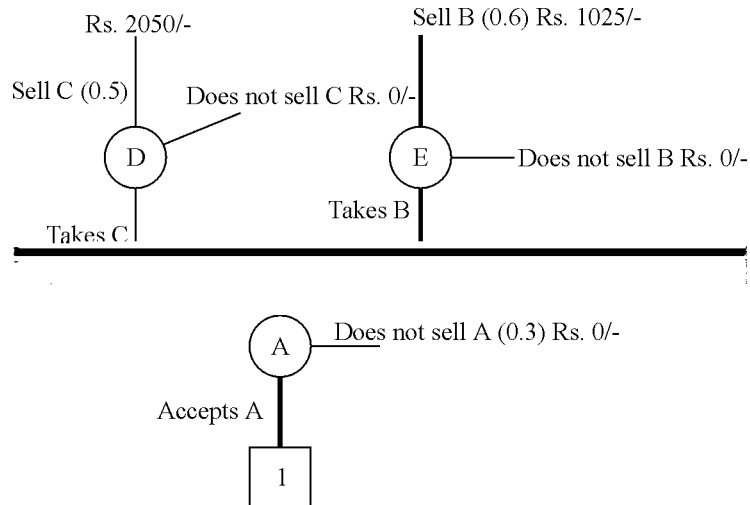 Rs. 2050/-
Sell B (0.6) Rs. 1025/-
Sell C (0.5)
Does not sell C Rs. 0/-
D
E
Does not sell B Rs. 0/-
Takes C
Takes B
A
Does not sell A (0.3) Rs. 0/-
Accepts A
1